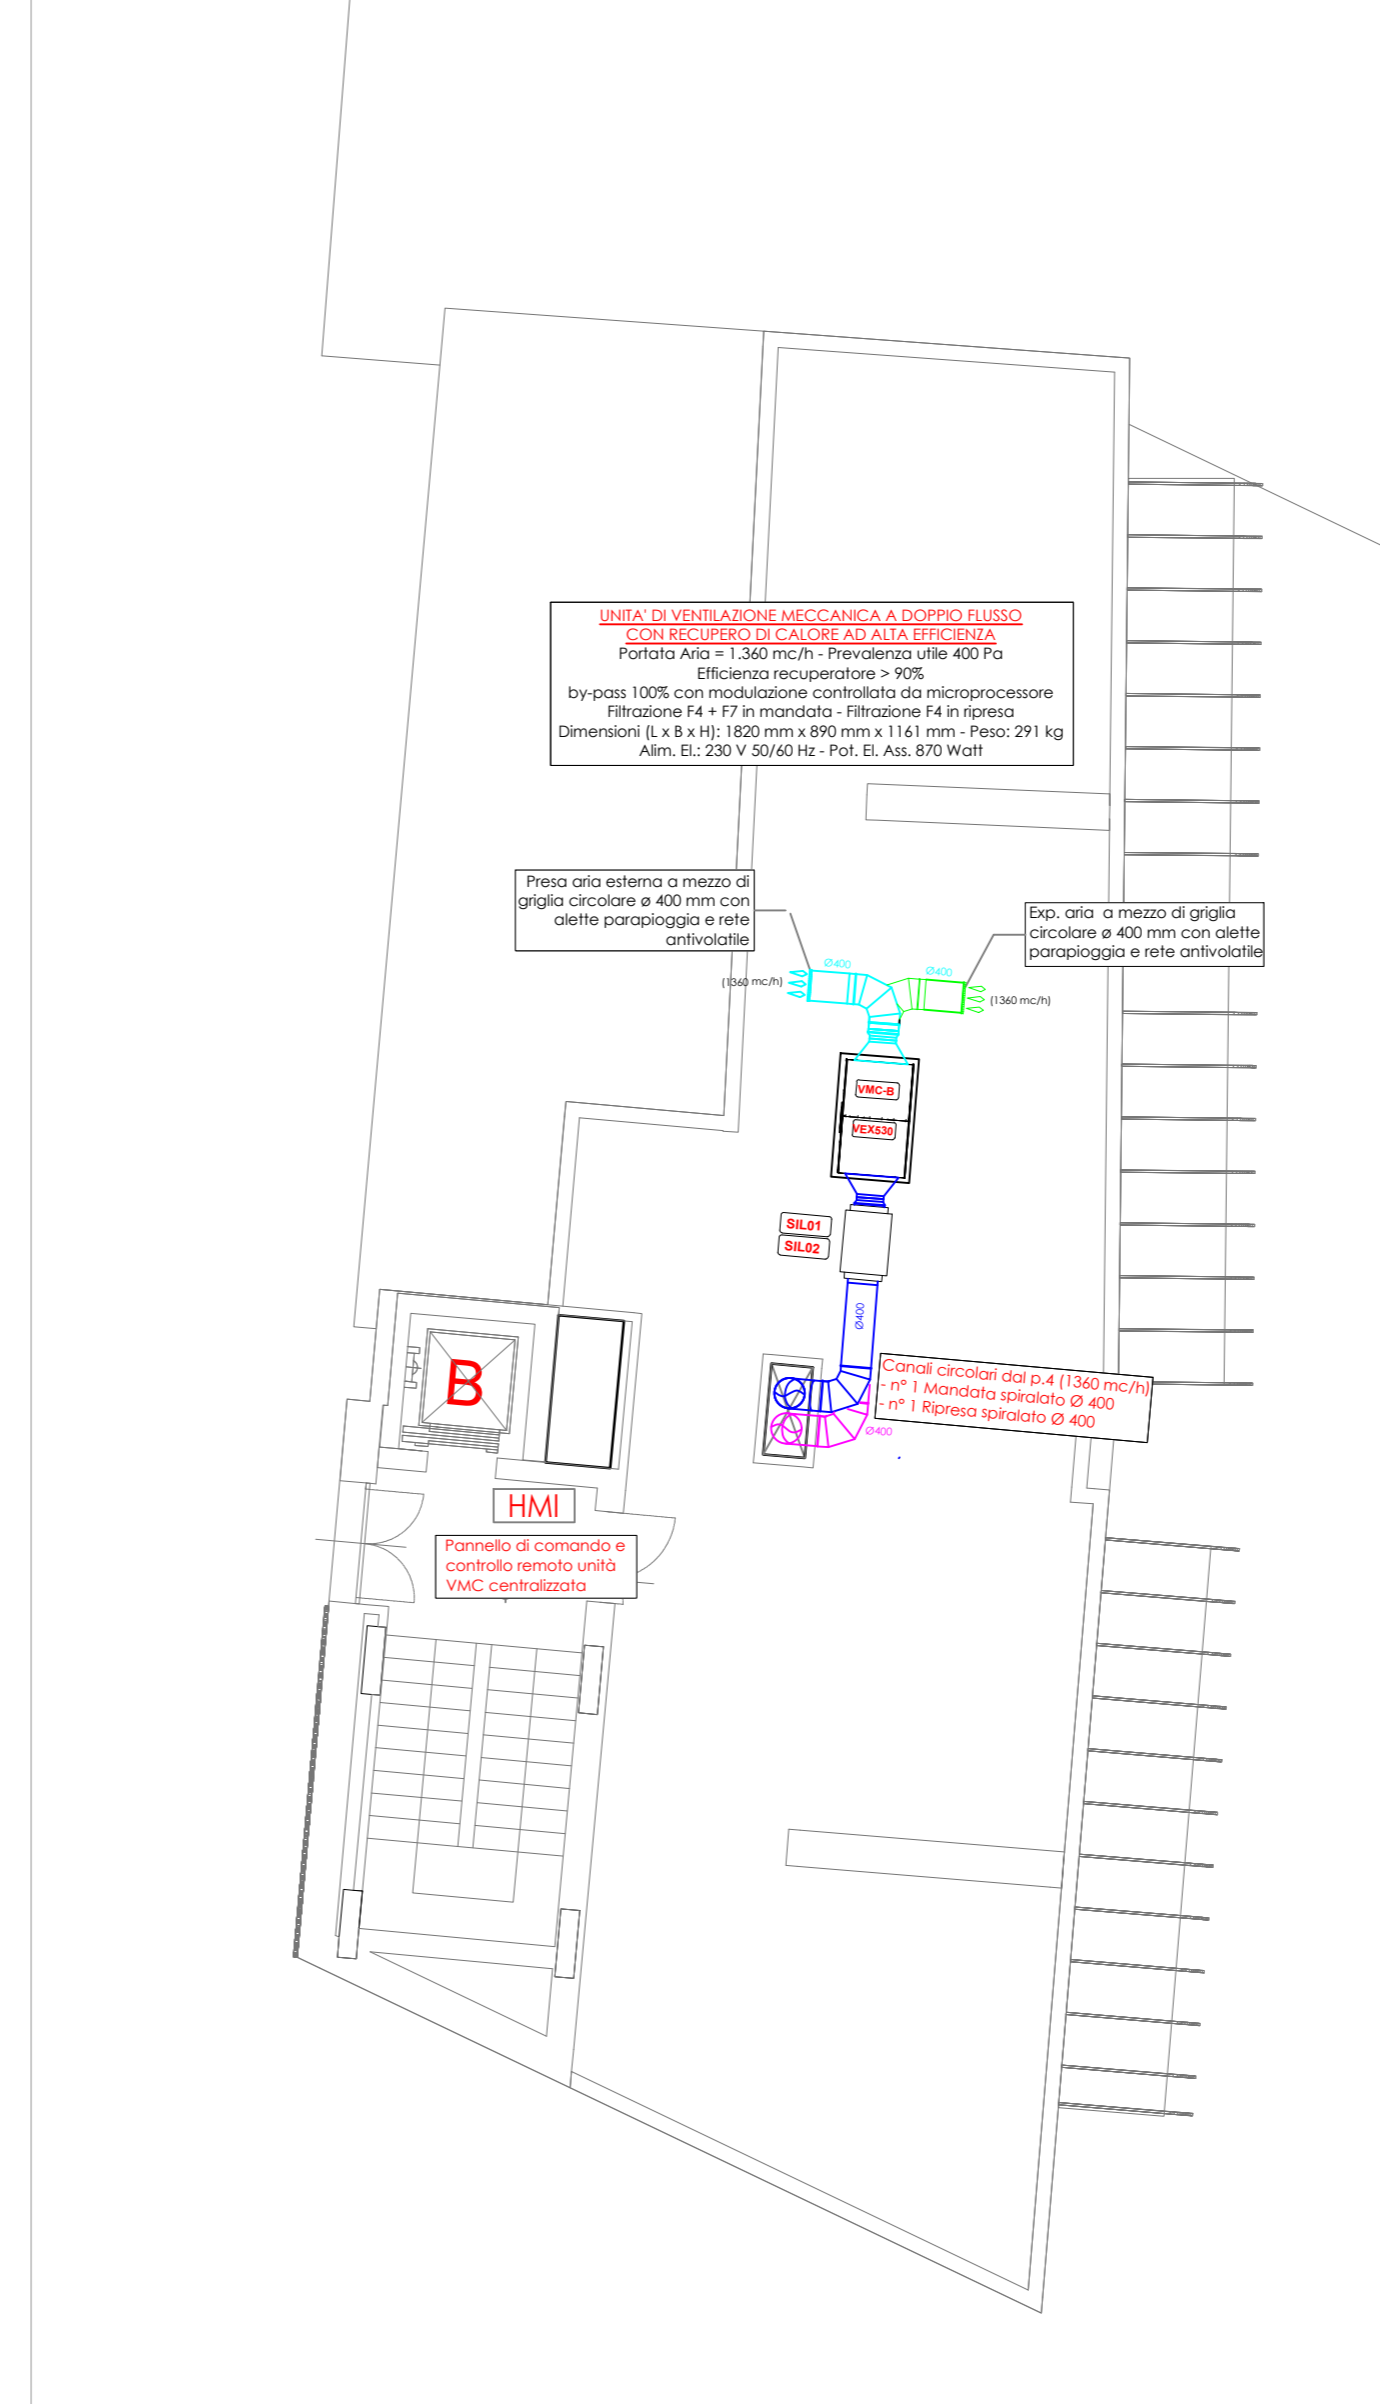 UNITA' DI VENTILAZIONE MECCANICA A DOPPIO FLUSSO
CON RECUPERO DI CALORE AD ALTA EFFICIENZA
Portata Aria = 1.360 mc/h - Prevalenza utile 400 Pa
Efficienza recuperatore > 90%
by-pass 100% con modulazione controllata da microprocessore
Filtrazione F4 + F7 in mandata - Filtrazione F4 in ripresa
Dimensioni (L x B x H): 1820 mm x 890 mm x 1161 mm - Peso: 291 kg
Alim. El.: 230 V 50/60 Hz - Pot. El. Ass. 870 Watt
Presa aria esterna a mezzo di
griglia circolare ø 400 mm con
alette parapioggia e rete
antivolatile
Exp. aria  a mezzo di griglia
circolare ø 400 mm con alette
parapioggia e rete antivolatile
Ø400
Ø400
(1360 mc/h)
(1360 mc/h)
VMC-B
VEX530
SIL01
SIL02
Ø400
Canali circolari dal p.4 (1360 mc/h)
- n° 1 Mandata spiralato Ø 400
- n° 1 Ripresa spiralato Ø 400
Ø400
B
HMI
Pannello di comando e
controllo remoto unità
VMC centralizzata